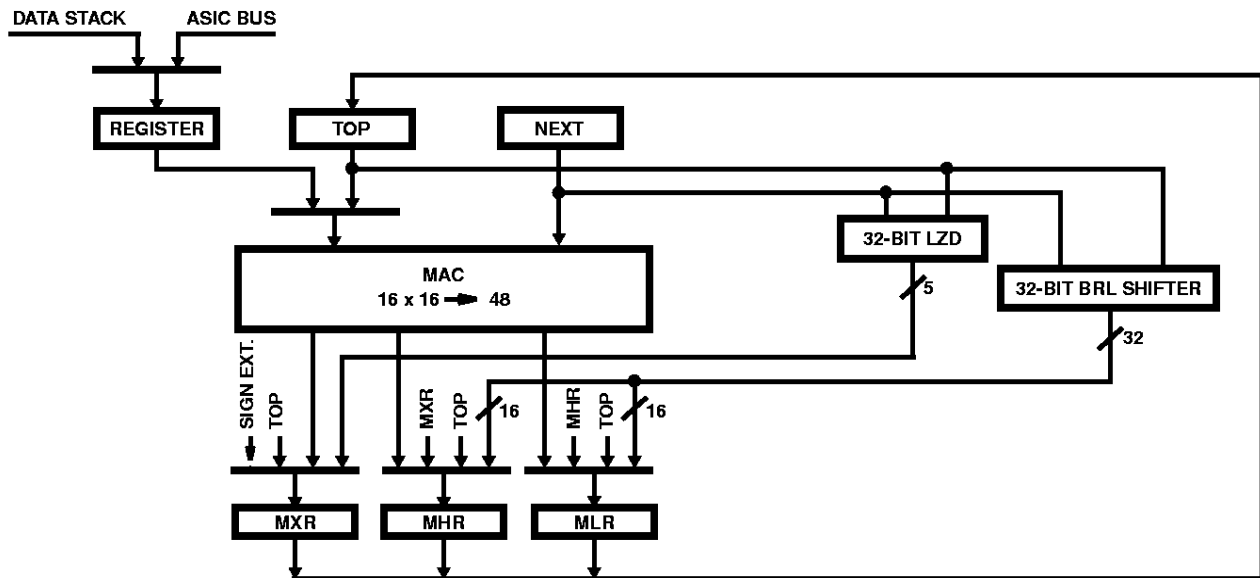 DATA STACK
ASIC BUS
REGISTER
TOP
NEXT
32-BIT LZD
MAC
16 x 16 48
32-BIT BRL SHIFTER
5
32
SIGN EXT.
TOP
MXR
TOP
16
MHR
TOP
16
MXR
MHR
MLR